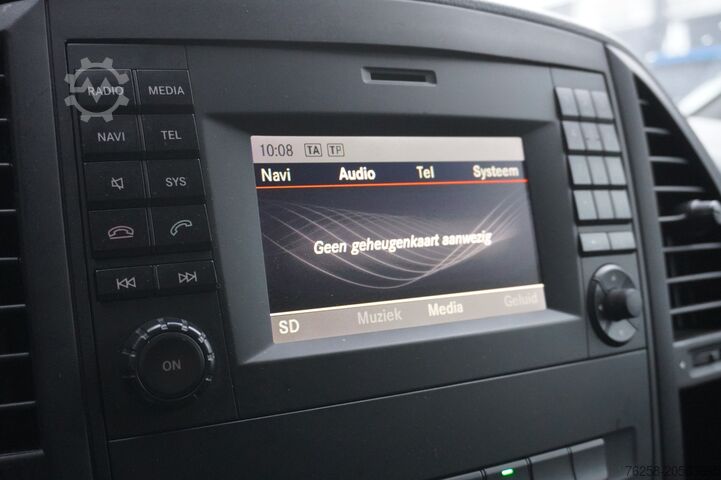 RADIO MEDIA
NAVI TEL
SYS
ON
10:08 TA TP
Navi Audio Tel Systeem
Geen geheugenkaart aanwezig
SD Muziek Media Geluid